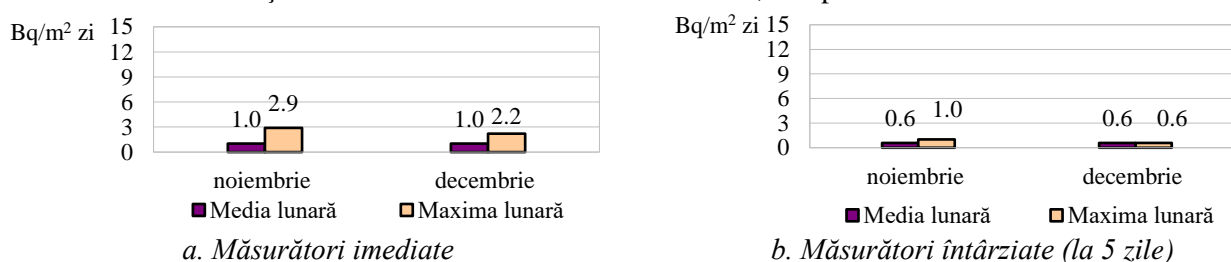 Bq/m² zi
15
12
9
6
3
0
1.0 2.9 1.0 2.2
noiembrie decembrie
Media lunară Maxima lunară
a. Măsurători imediate
Bq/m² zi
15
12
9
6
3
0
0.6 1.0 0.6 0.6
noiembrie decembrie
Media lunară Maxima lunară
b. Măsurători întârziate (la 5 zile)